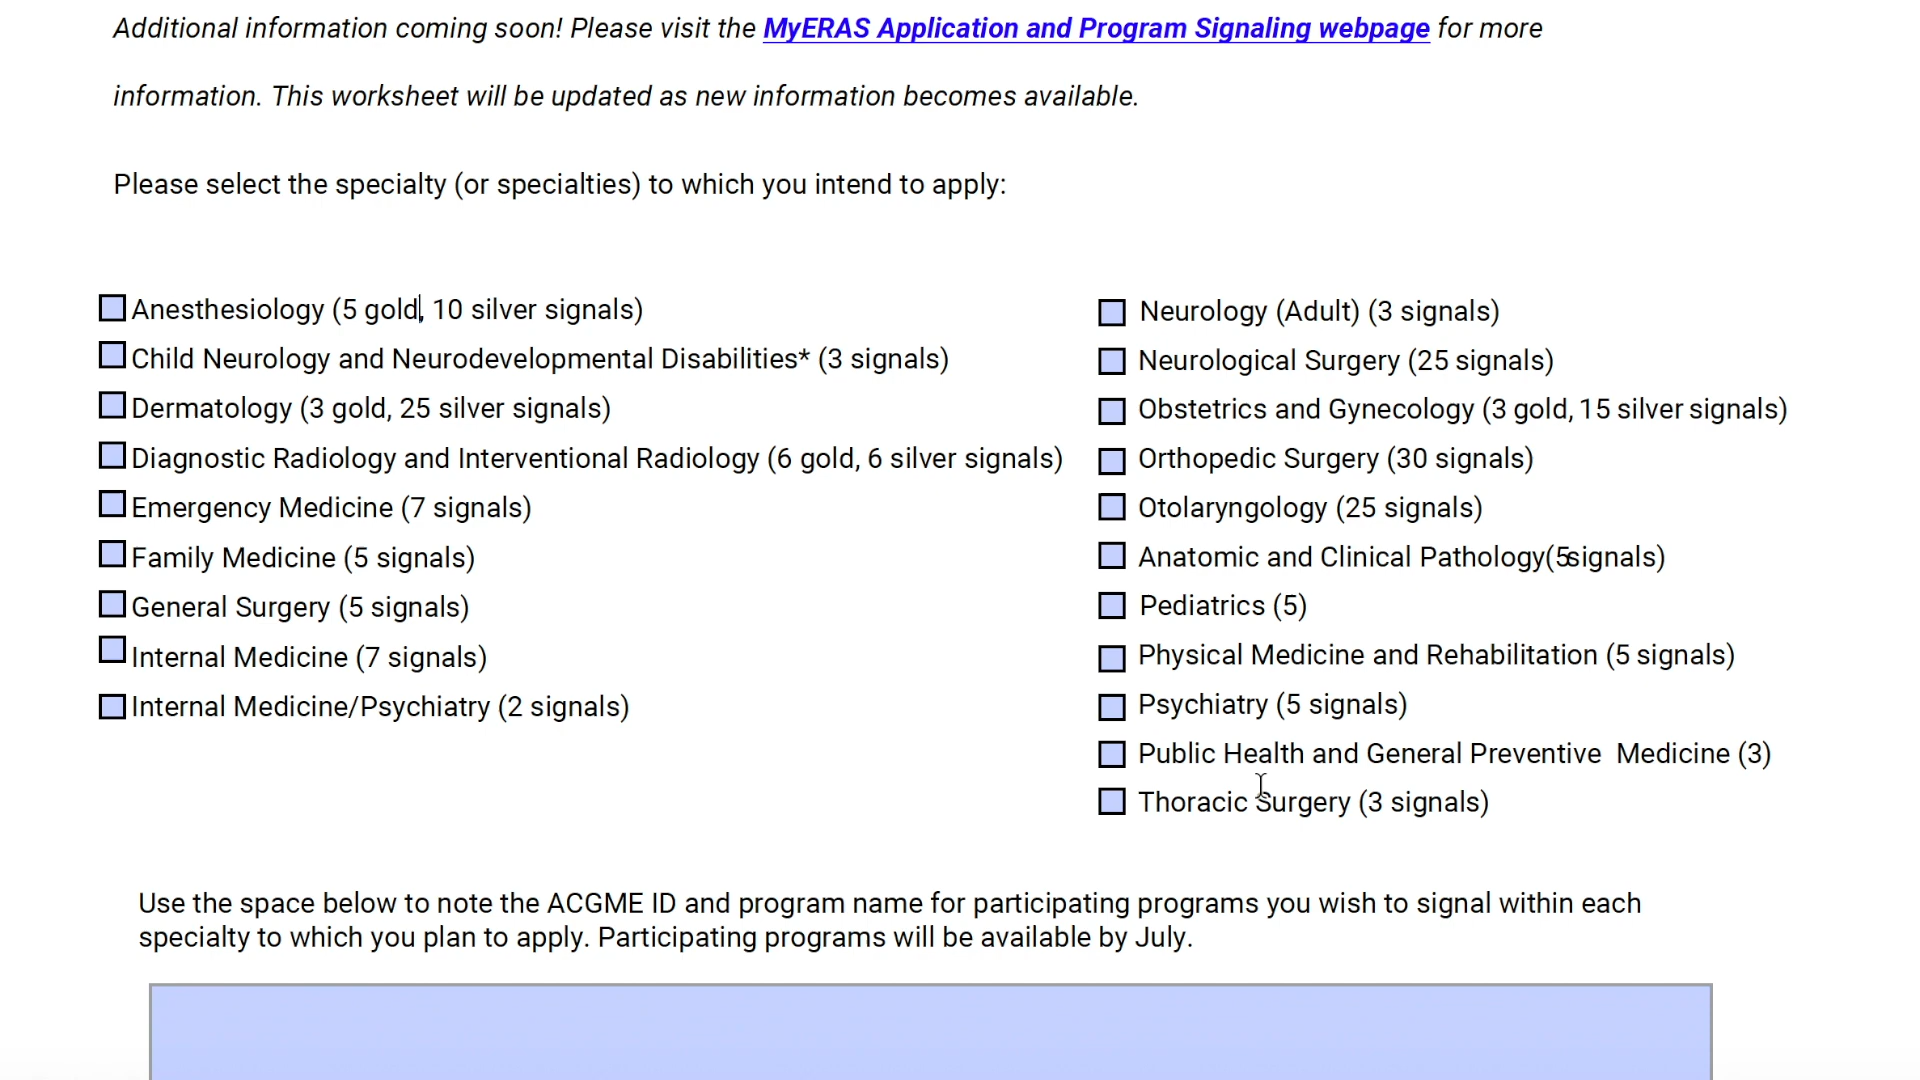 Additional information coming soon! Please visit the MyERAS Application and Program Signaling webpage for more
information. This worksheet will be updated as new information becomes available.
Please select the specialty (or specialties) to which you intend to apply:
Anesthesiology (5 gold, 10 silver signals)
Child Neurology and Neurodevelopmental Disabilities* (3 signals)
Dermatology (3 gold, 25 silver signals)
Diagnostic Radiology and Interventional Radiology (6 gold, 6 silver signals)
Emergency Medicine (7 signals)
Family Medicine (5 signals)
General Surgery (5 signals)
Internal Medicine (7 signals)
Internal Medicine/Psychiatry (2 signals)
Neurology (Adult) (3 signals)
Neurological Surgery (25 signals)
Obstetrics and Gynecology (3 gold, 15 silver signals)
Orthopedic Surgery (30 signals)
Otolaryngology (25 signals)
Anatomic and Clinical Pathology(5signals)
Pediatrics (5)
Physical Medicine and Rehabilitation (5 signals)
Psychiatry (5 signals)
Public Health and General Preventive Medicine (3)
Thoracic Surgery (3 signals)
Use the space below to note the ACGME ID and program name for participating programs you wish to signal within each
specialty to which you plan to apply. Participating programs will be available by July.